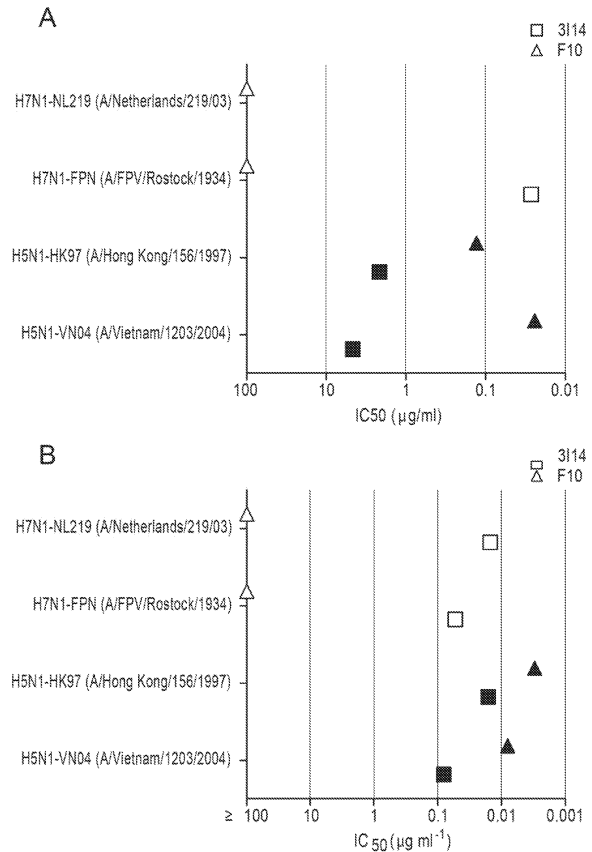 A
3I14
F10
H7N1-NL219 (A/Netherlands/219/03)
H7N1-FPN (A/FPV/Rostock/1934)
H5N1-HK97 (A/Hong Kong/156/1997)
H5N1-VN04 (A/Vietnam/1203/2004)
100 10 1 0.1 0.01
IC50 (µg/ml)
B
3I14
F10
H7N1-NL219 (A/Netherlands/219/03)
H7N1-FPN (A/FPV/Rostock/1934)
H5N1-HK97 (A/Hong Kong/156/1997)
H5N1-VN04 (A/Vietnam/1203/2004)
≥ 100 10 1 0.1 0.01 0.001
IC50 (µg ml-1)